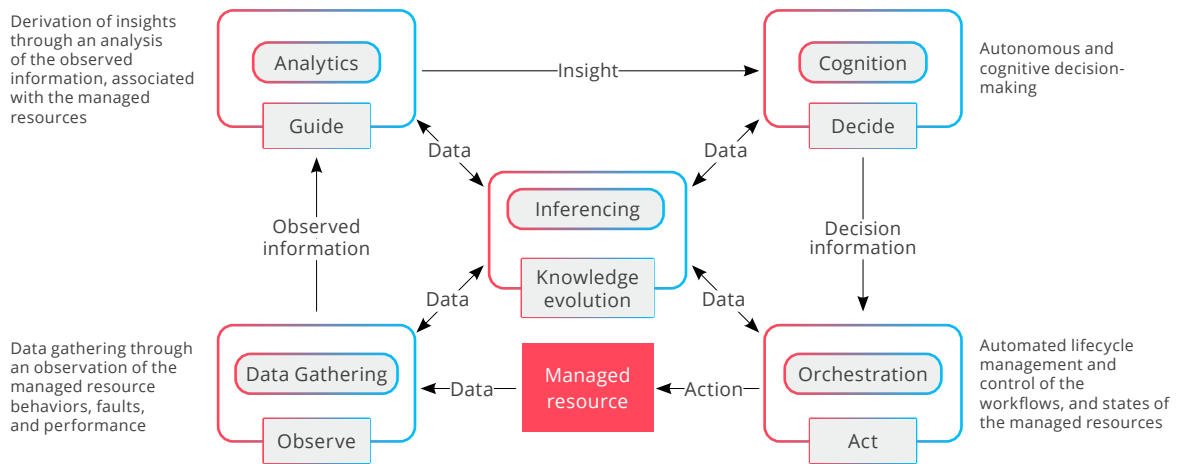 Derivation of insights
through an analysis
of the observed
information, associated
with the managed
resources
Analytics
Guide
Insight
Cognition
Decide
Autonomous and
cognitive decision-
making
Data
Data
Inferencing
Knowledge
evolution
Observed
information
Decision
information
Data
Data
Data gathering through
an observation of the
managed resource
behaviors, faults,
and performance
Data Gathering
Observe
Data
Managed
resource
Action
Orchestration
Act
Automated lifecycle
management and
control of the
workflows, and states of
the managed resources